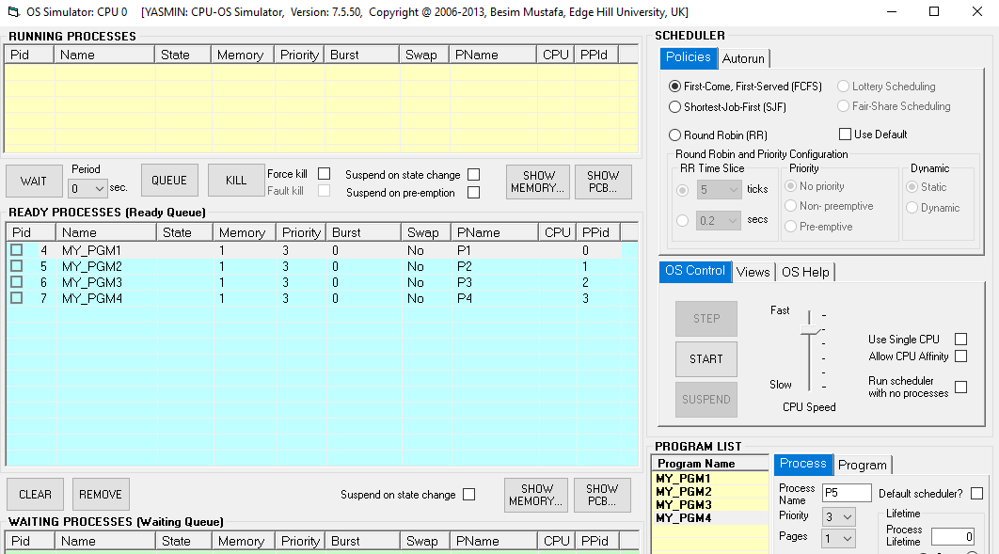 OS Simulator: CPU 0 [YASMIN: CPU-OS Simulator, Version: 7.5.50, Copyright @ 2006-2013, Besim Mustafa, Edge Hill University, UK]
RUNNING PROCESSES
Pid Name State Memory Priority Burst Swap PName CPU PPId
WAIT
Period
0 sec.
QUEUE
KILL
Force kill
Fault kill
Suspend on state change
Suspend on pre-emption
SHOW
MEMORY...
SHOW
PCB...
READY PROCESSES (Ready Queue)
Pid Name State Memory Priority Burst Swap PName CPU PPid
4 MY_PGM1 1 3 0 No P1 0
5 MY_PGM2 1 3 0 No P2 1
6 MY_PGM3 1 3 0 No P3 2
7 MY_PGM4 1 3 0 No P4 3
CLEAR
REMOVE
Suspend on state change
SHOW
MEMORY...
SHOW
PCB...
WAITING PROCESSES (Waiting Queue)
Pid Name State Memory Priority Burst Swap PName CPU PPid
SCHEDULER
Policies Autorun
First-Come, First-Served (FCFS) Lottery Scheduling
Shortest-Job-First (SJF) Fair-Share Scheduling
Round Robin (RR) Use Default
Round Robin and Priority Configuration
RR Time Slice
5 ticks
0.2 secs
Priority
No priority
Non- preemptive
Pre-emptive
Dynamic
Static
Dynamic
OS Control Views OS Help
STEP
START
SUSPEND
Fast
Slow
CPU Speed
Use Single CPU
Allow CPU Affinity
Run scheduler
with no processes
PROGRAM LIST
Program Name
MY_PGM1
MY_PGM2
MY_PGM3
MY_PGM4
Process Program
Process
Name P5 Default scheduler?
Priority 3
Pages 1
Lifetime
Process
Lifetime 0